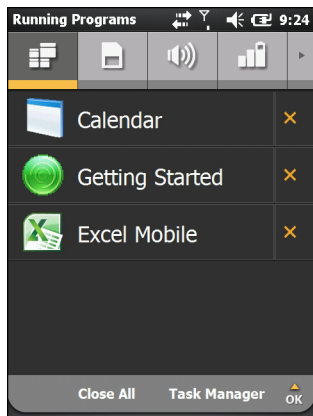 Running Programs 9:24
Calendar
Getting Started
Excel Mobile
Close All Task Manager OK